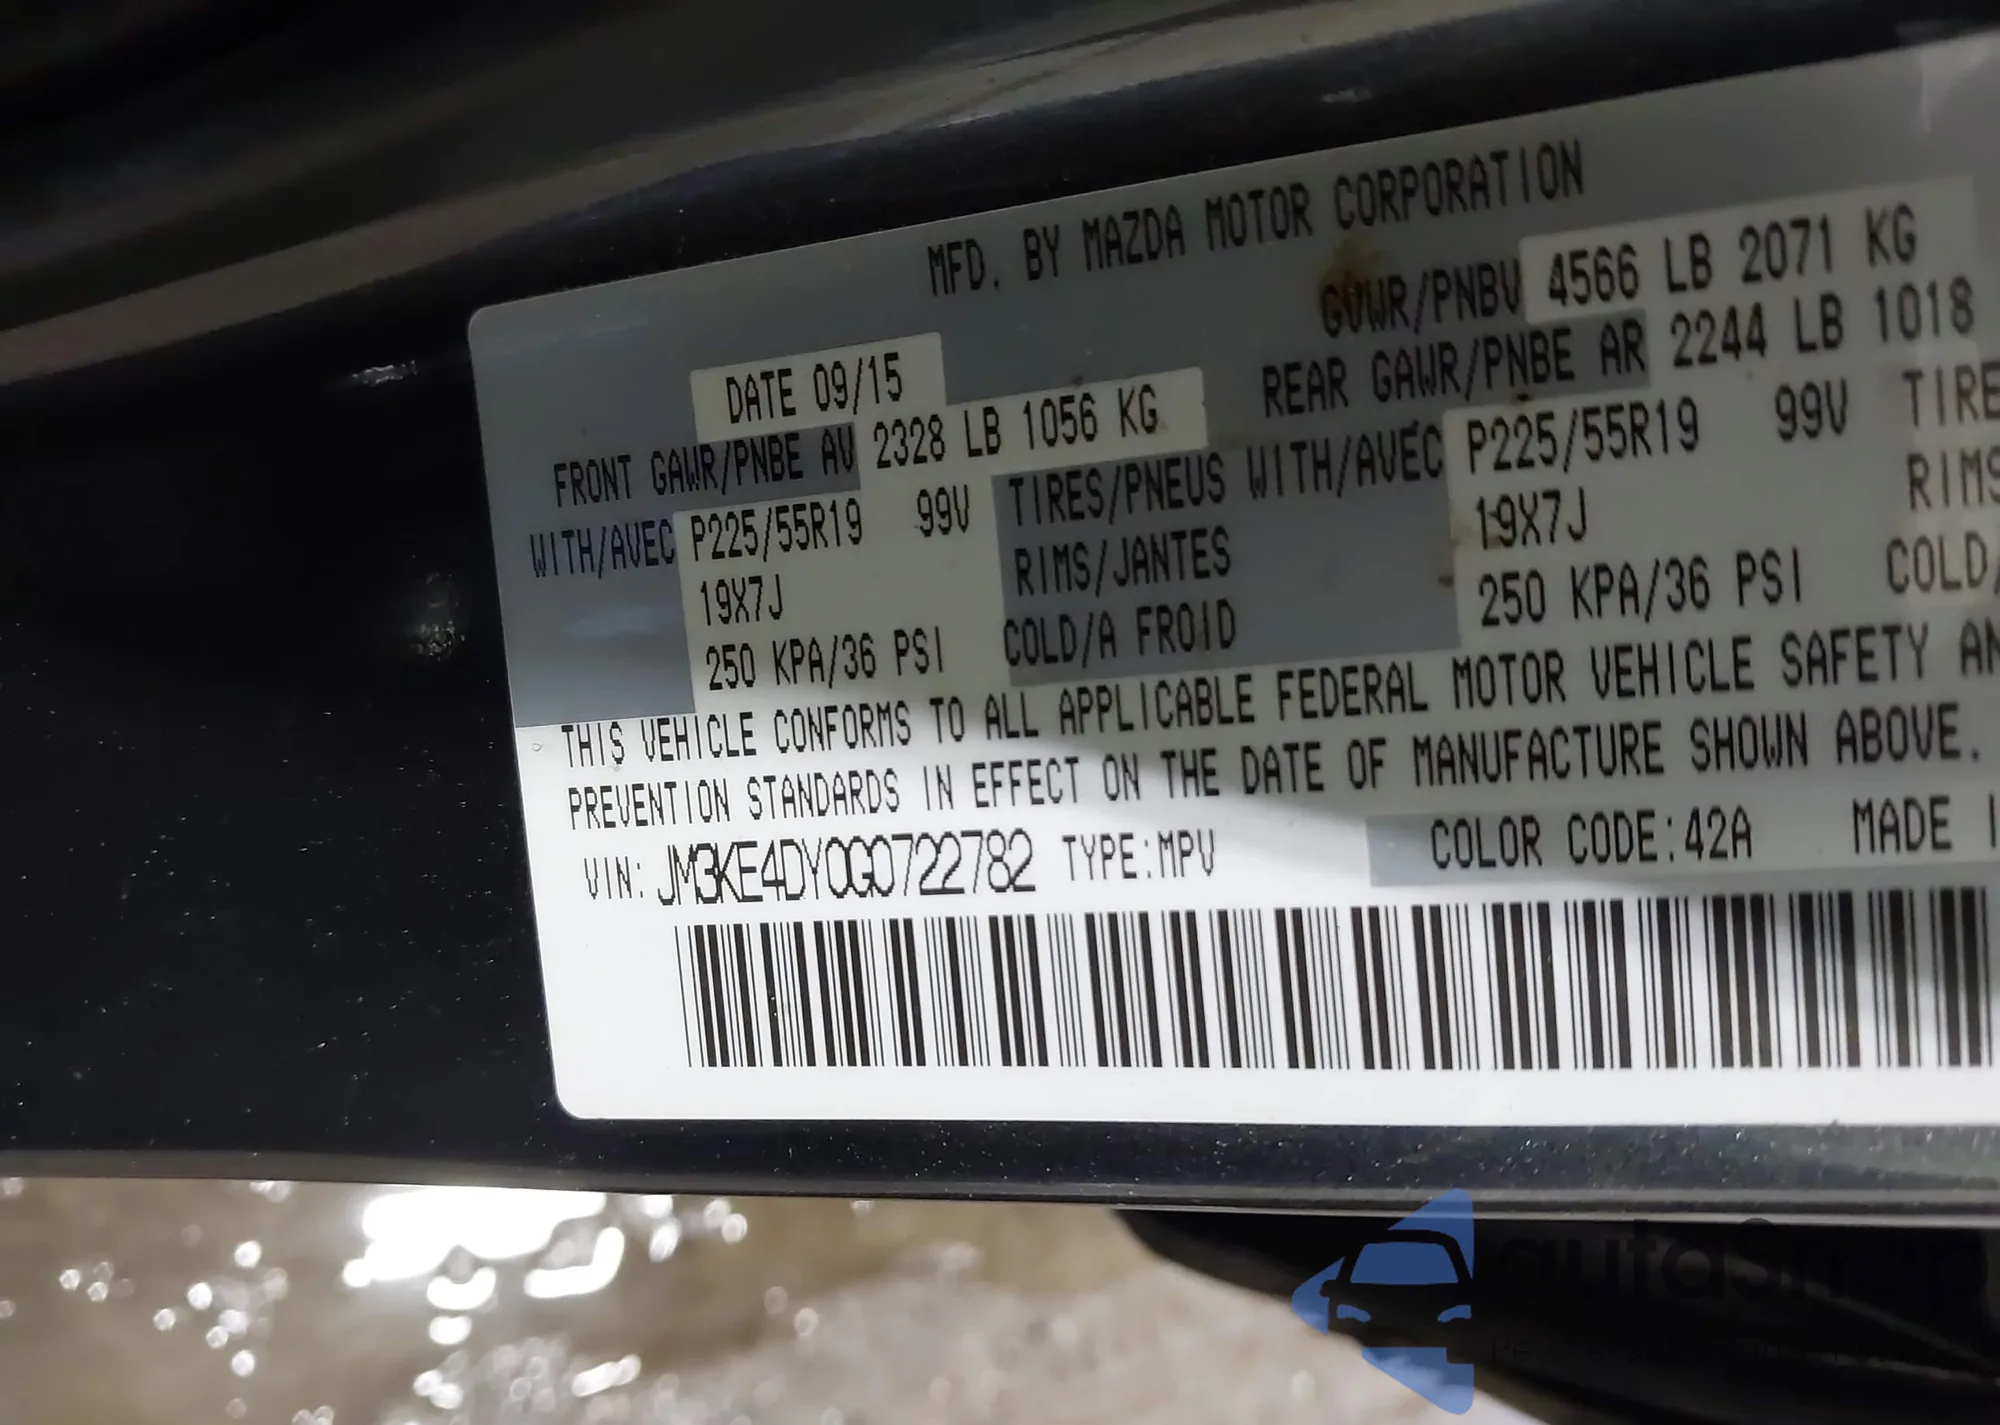 MFD. BY MAZDA MOTOR CORPORATION
DATE 09/15 GVWR/PNBV 4566 LB 2071 KG
FRONT GAWR/PNBE AV 2328 LB 1056 KG REAR GAWR/PNBE AR 2244 LB 1018
WITH/AVEC P225/55R19 99V TIRES/PNEUS WITH/AVEC P225/55R19 99V TIRE
19X7J RIMS/JANTES 19X7J RIMS
250 KPA/36 PSI COLD/A FROID 250 KPA/36 PSI COLD/
THIS VEHICLE CONFORMS TO ALL APPLICABLE FEDERAL MOTOR VEHICLE SAFETY AN
PREVENTION STANDARDS IN EFFECT ON THE DATE OF MANUFACTURE SHOWN ABOVE.
VIN: JM3KE4DY0G0722782 TYPE:MPV COLOR CODE:42A MADE I